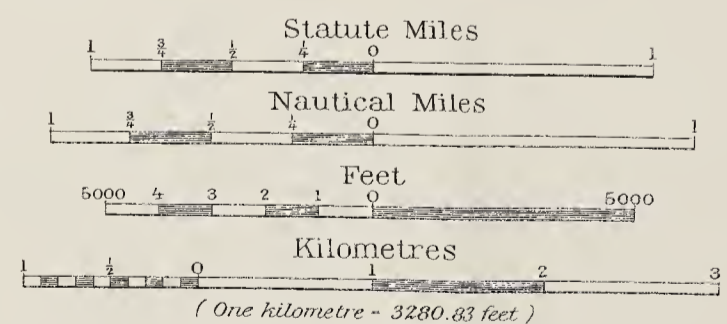 Statute Miles
1 ¾ ½ ¼ 0 1
Nautical Miles
1 ¾ ½ ¼ 0 1
Feet
5000 4 3 2 1 0 5000
Kilometres
1 ½ 0 1 2 3
( One kilometre - 3280.83 feet )